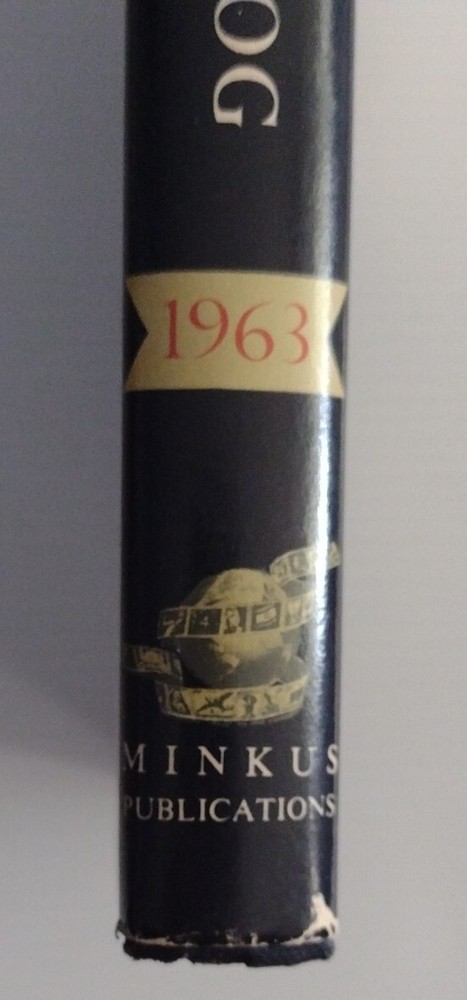 OG
1963
MINKUS
PUBLICATIONS